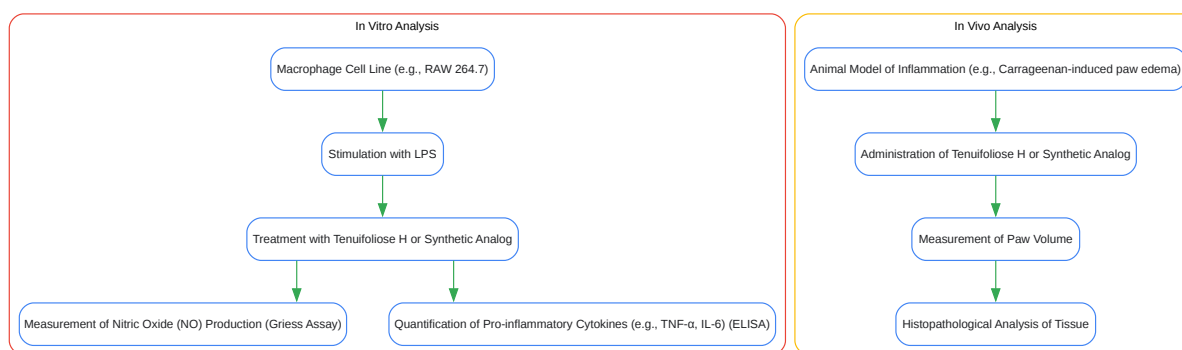 In Vitro Analysis
Macrophage Cell Line (e.g., RAW 264.7)
Stimulation with LPS
Treatment with Tenuifoliose H or Synthetic Analog
Measurement of Nitric Oxide (NO) Production (Griess Assay)
Quantification of Pro-inflammatory Cytokines (e.g., TNF-α, IL-6) (ELISA)
In Vivo Analysis
Animal Model of Inflammation (e.g., Carrageenan-induced paw edema)
Administration of Tenuifoliose H or Synthetic Analog
Measurement of Paw Volume
Histopathological Analysis of Tissue